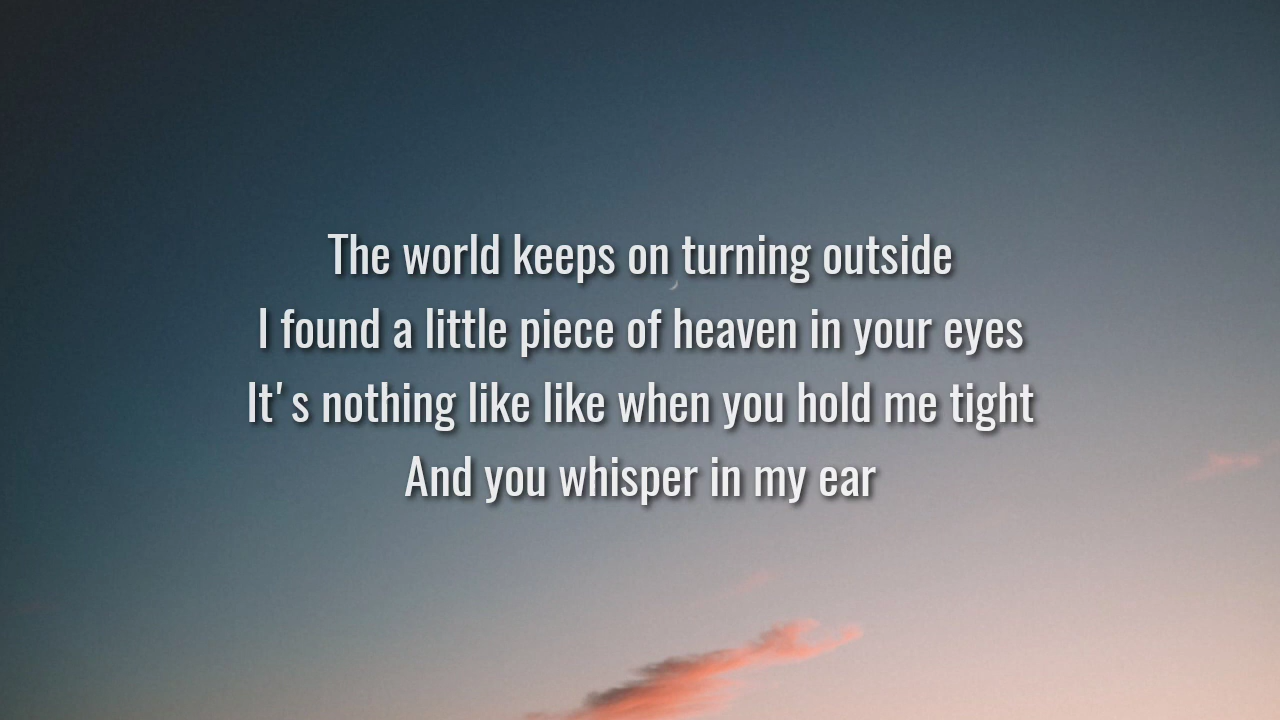 The world keeps on turning outside
I found a little piece of heaven in your eyes
It's nothing like like when you hold me tight
And you whisper in my ear